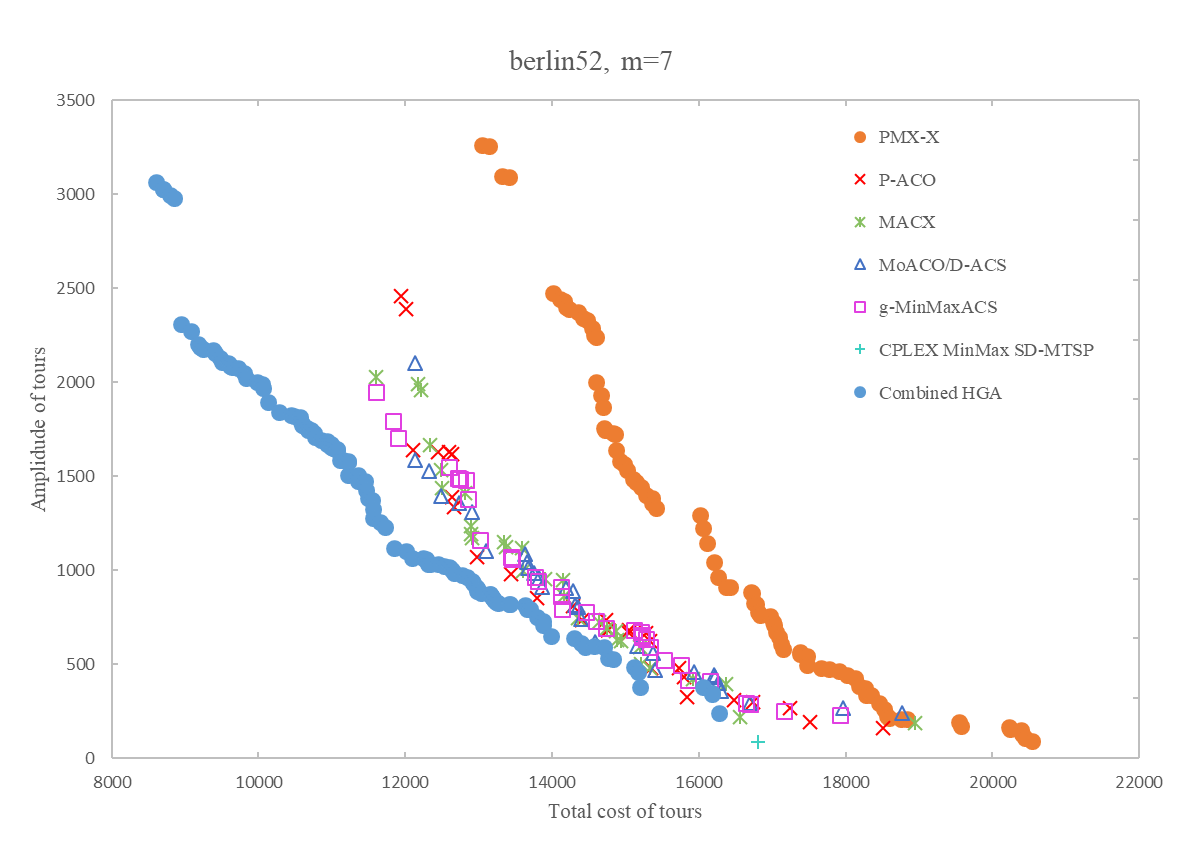 berlin52, m=7
3500
3000
2500
2000
1500
1000
500
0
Amplidude of tours
8000 10000 12000 14000 16000 18000 20000 22000
Total cost of tours
PMX-X
P-ACO
MACX
MoACO/D-ACS
g-MinMaxACS
CPLEX MinMax SD-MTSP
Combined HGA